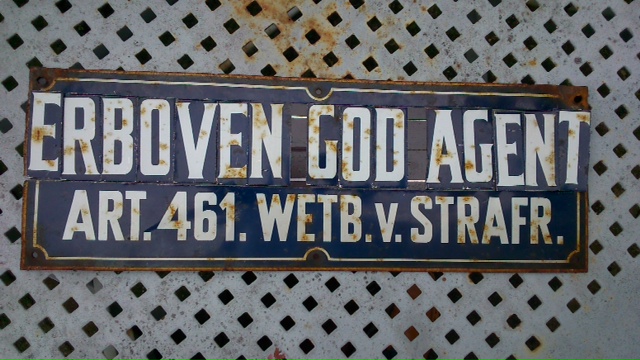 ERBOVEN GOD AGENT
ART.461. WETB.v.STRAFR.